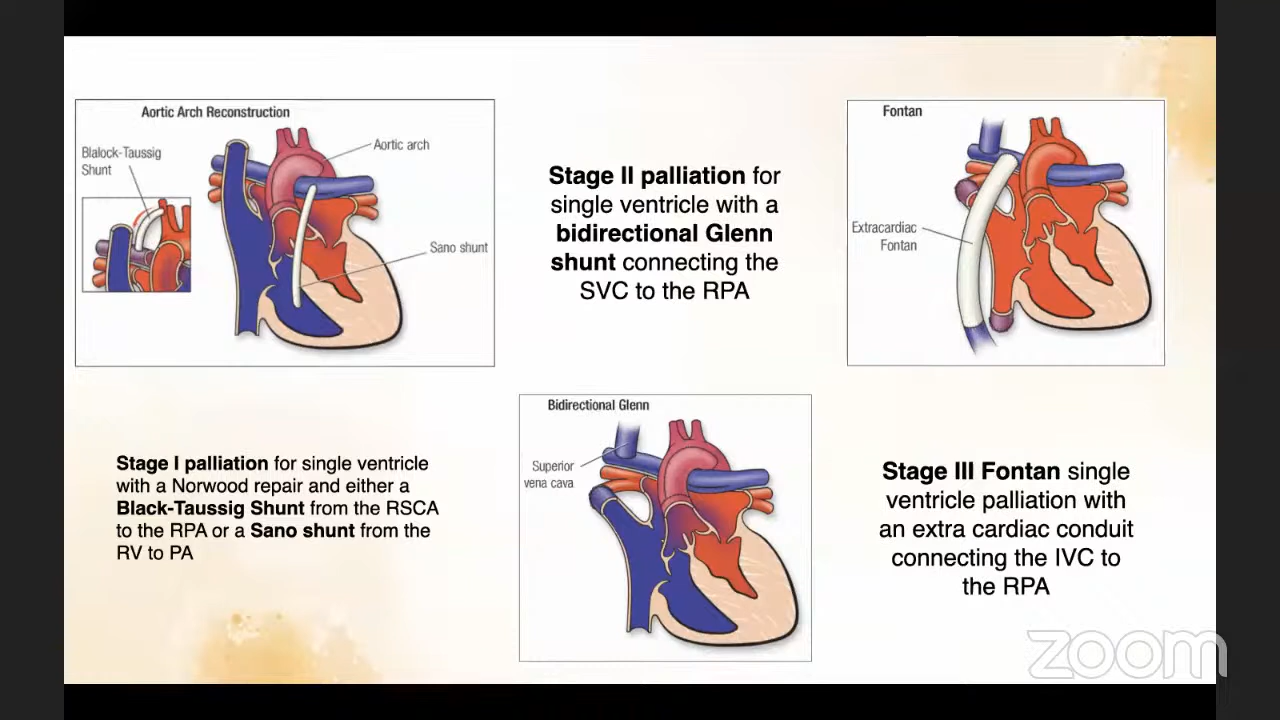 Aortic Arch Reconstruction
Blalock-Taussig
Shunt
Aortic arch
Sano shunt
Stage I palliation for single ventricle
with a Norwood repair and either a
Black-Taussig Shunt from the RSCA
to the RPA or a Sano shunt from the
RV to PA
Stage II palliation for
single ventricle with a
bidirectional Glenn
shunt connecting the
SVC to the RPA
Bidirectional Glenn
Superior
vena cava
Fontan
Extracardiac
Fontan
Stage III Fontan single
ventricle palliation with
an extra cardiac conduit
connecting the IVC to
the RPA
zoom